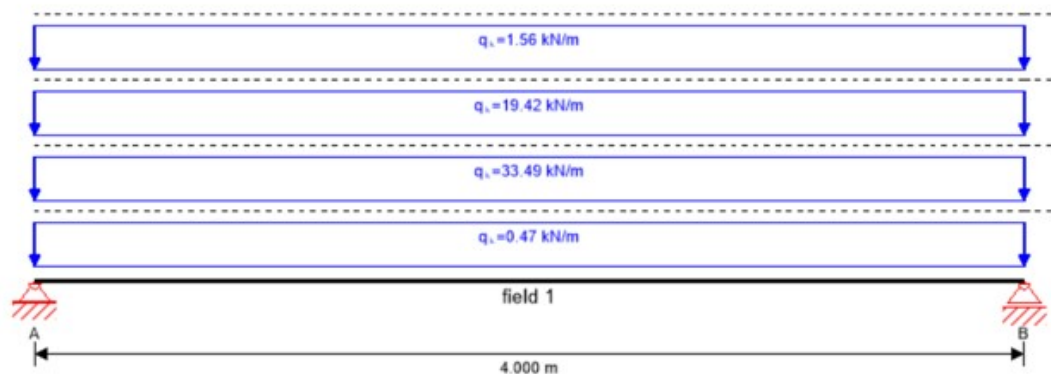 qₖ=1.56 kN/m
qₖ=19.42 kN/m
qₖ=33.49 kN/m
qₖ=0.47 kN/m
field 1
A
B
4.000 m